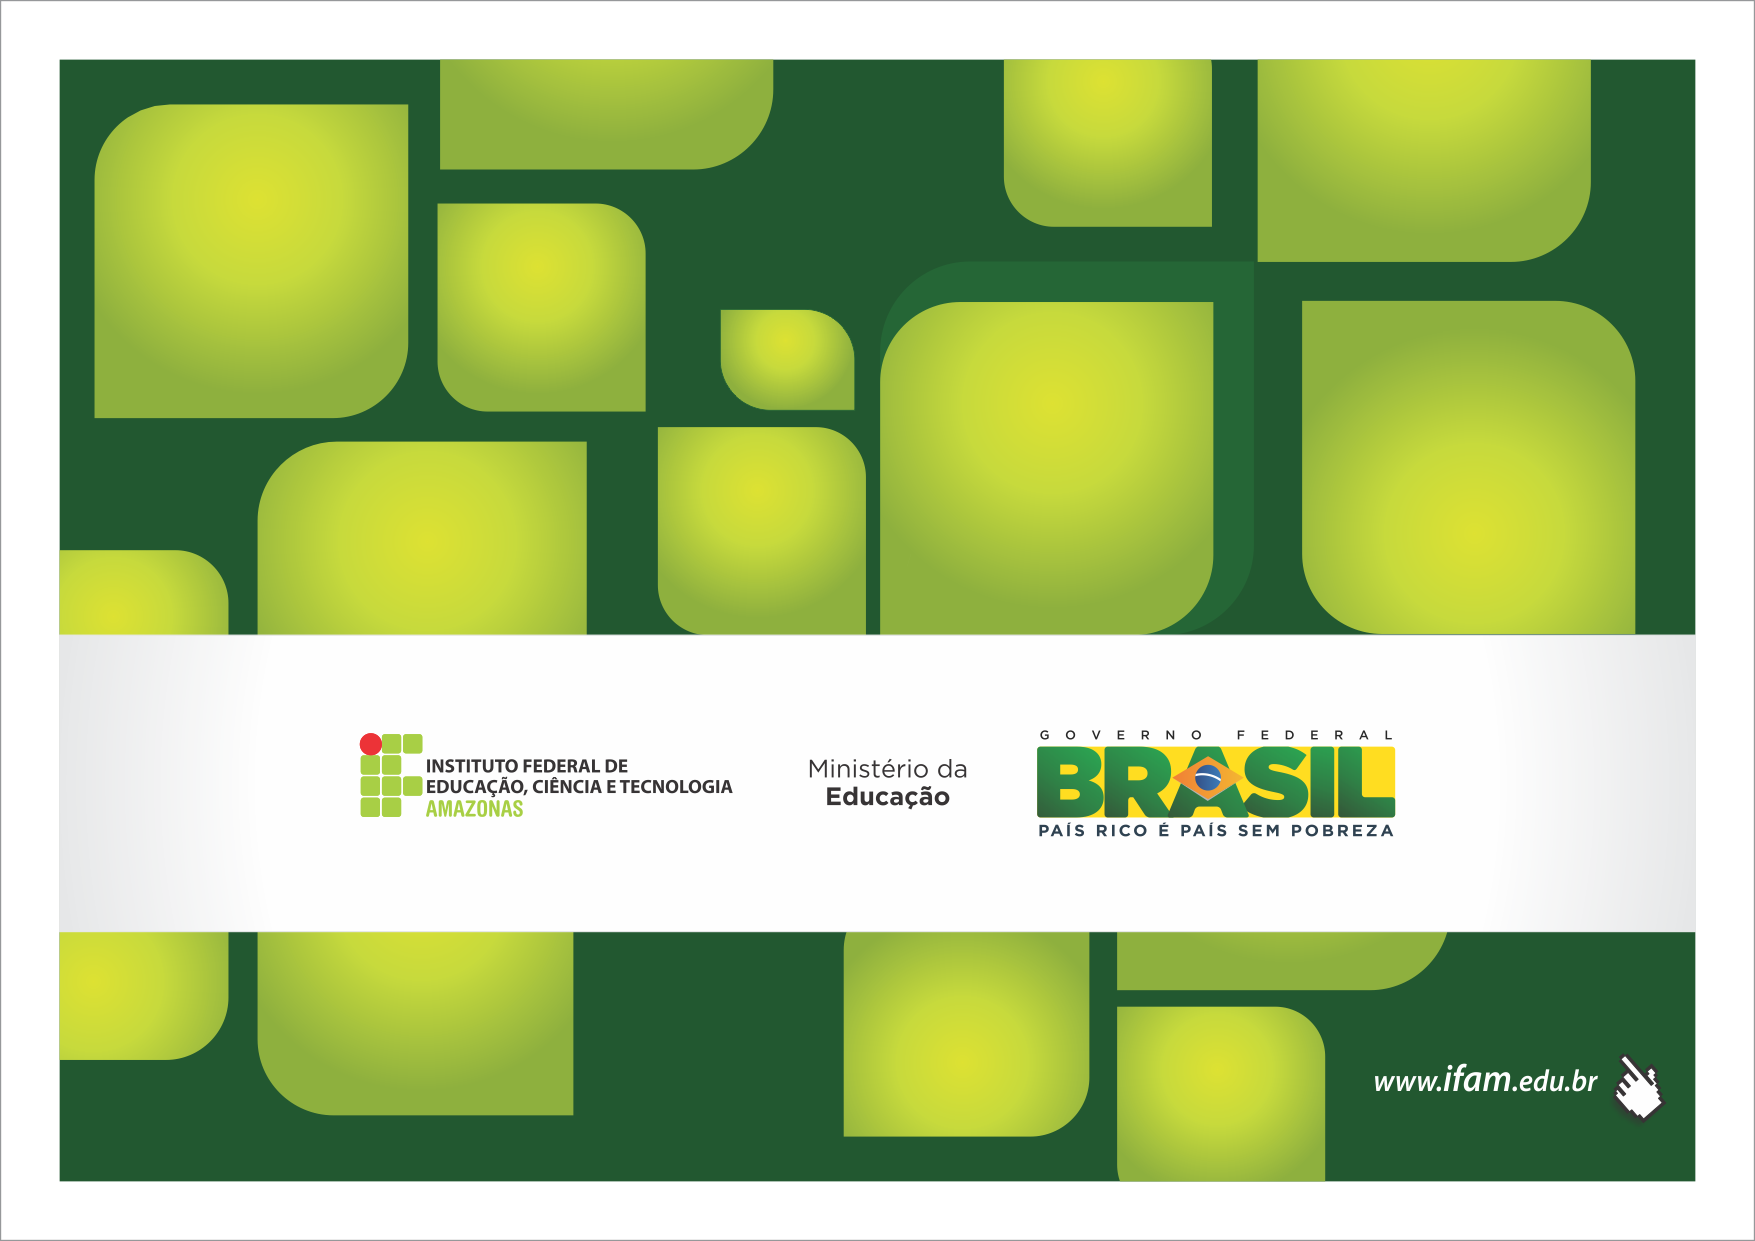 INSTITUTO FEDERAL DE
EDUCAÇÃO, CIÊNCIA E TECNOLOGIA
AMAZONAS
Ministério da
Educação
GOVERNO FEDERAL
BRASIL
PAÍS RICO É PAÍS SEM POBREZA
www.ifam.edu.br